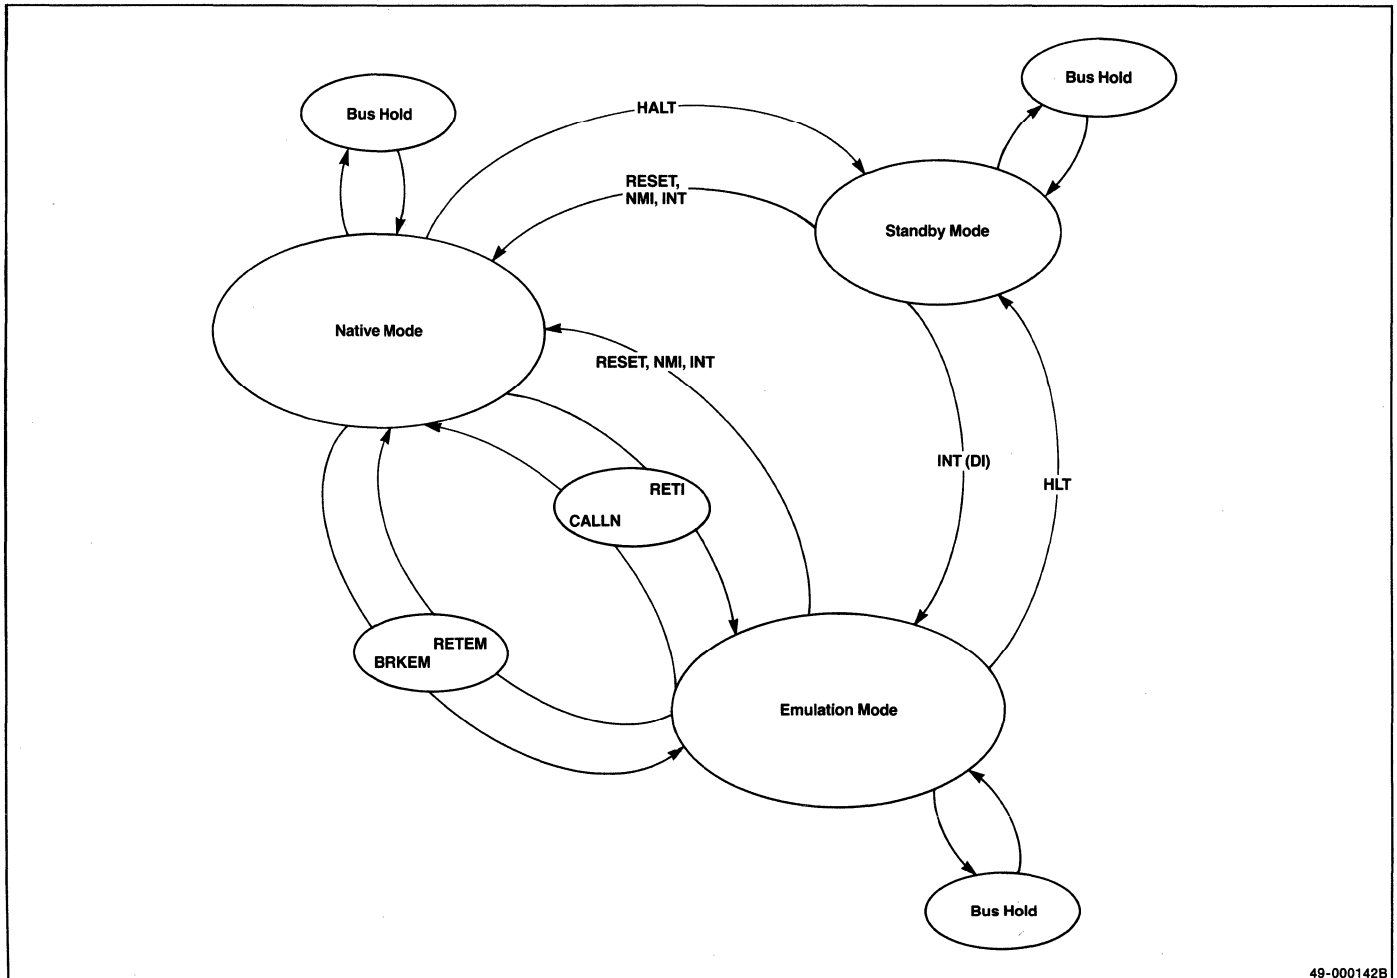 Bus Hold
Bus Hold
HALT
RESET,
NMI, INT
Standby Mode
Native Mode
RESET, NMI, INT
INT (DI)
HLT
RETI
CALLN
RETEM
BRKEM
Emulation Mode
Bus Hold
49-000142B